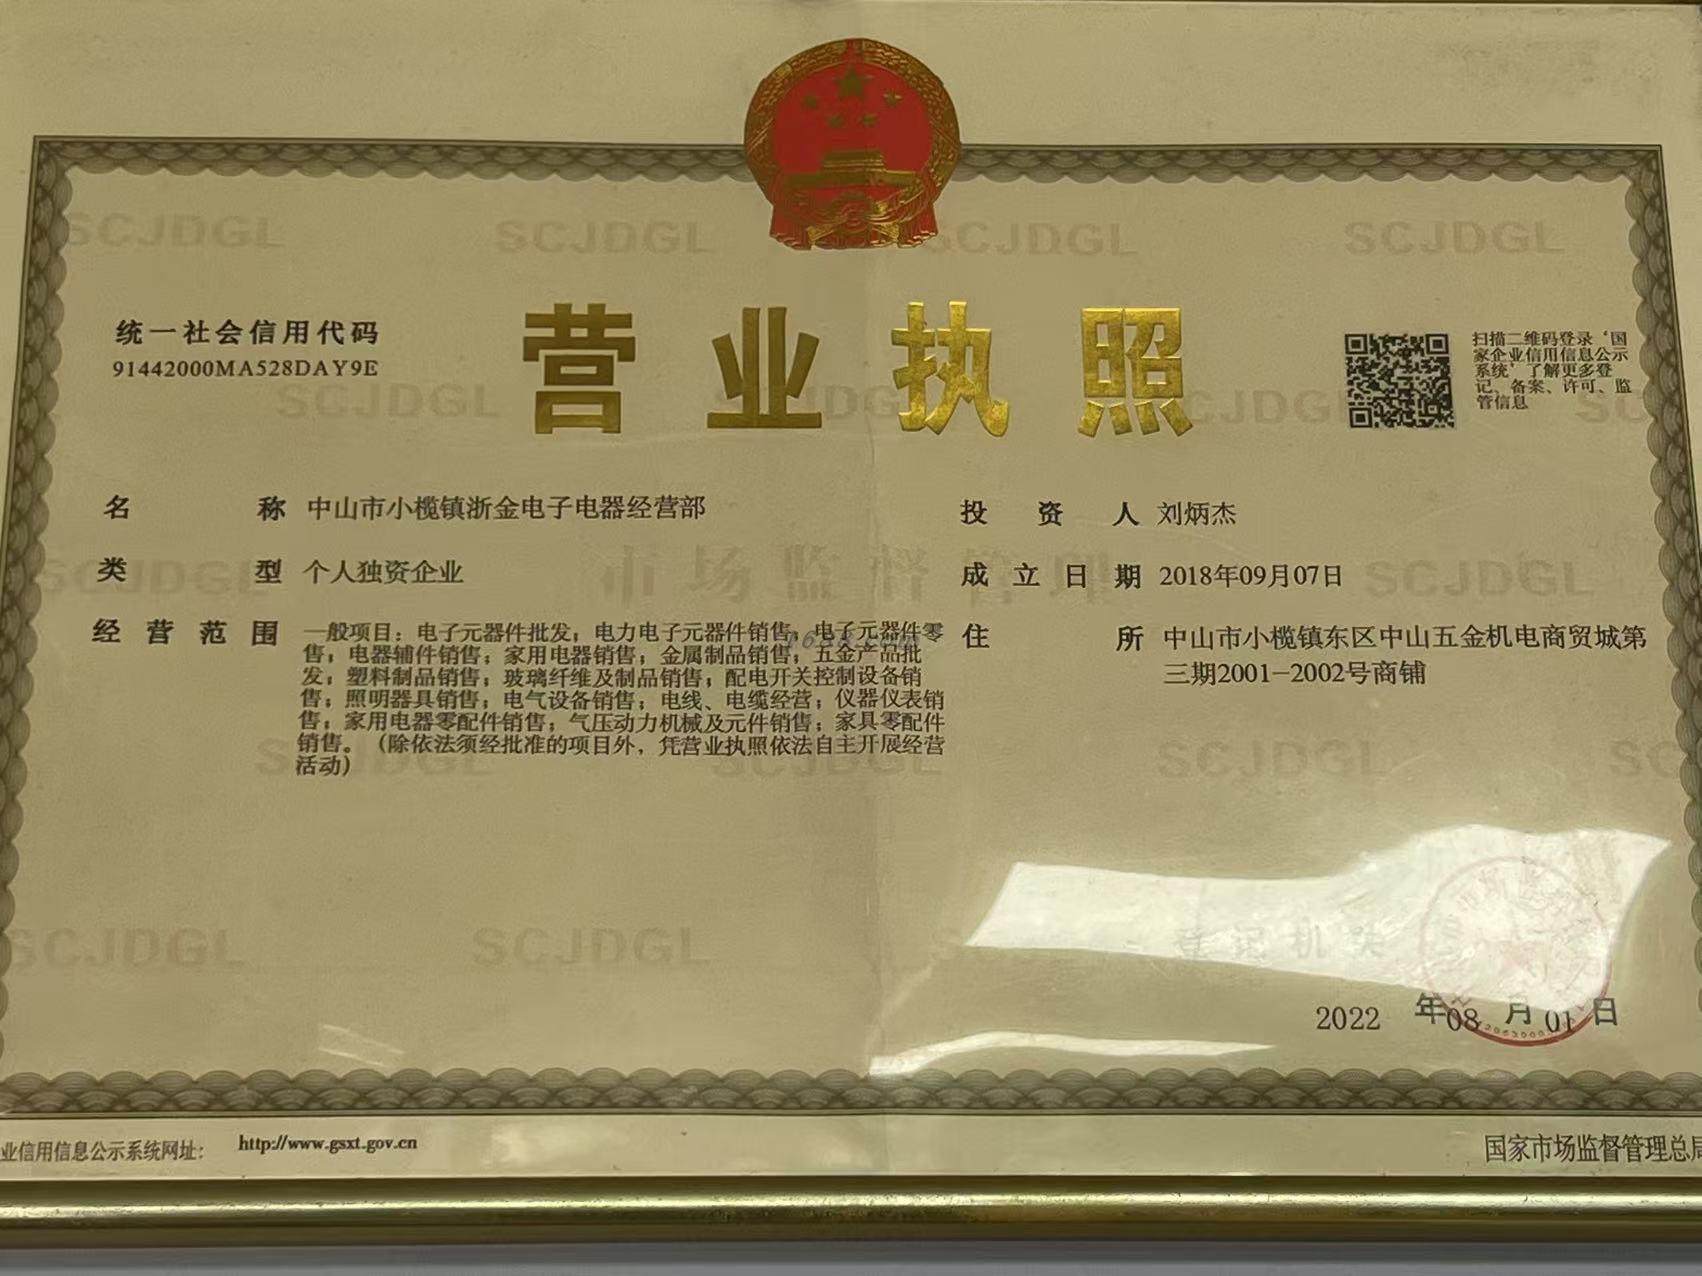 SCJDGL SCJDGL SCJDGL SCJDGL
统一社会信用代码
91442000MA528DAY9E
营业执照
扫描二维码登录‘国
家企业信用信息公示
系统’了解更多登
记、备案、许可、监
管信息
名称 中山市小榄镇浙金电子电器经营部
类型 个人独资企业
经营范围 一般项目：电子元器件批发；电力电子元器件销售；电子元器件零
售；电器辅件销售；家用电器销售；金属制品销售；五金产品批
发；塑料制品销售；玻璃纤维及制品销售；配电开关控制设备销
售；照明器具销售；电气设备销售；电线、电缆经营；仪器仪表销
售；家用电器零配件销售；气压动力机械及元件销售；家具零配件
销售。（除依法须经批准的项目外，凭营业执照依法自主开展经营
活动）
投资人 刘炳杰
成立日期 2018年09月07日
住所 中山市小榄镇东区中山五金机电商贸城第
三期2001-2002号商铺
市场监督管理
登记机关
2022 年08 月01日
业信用信息公示系统网址：
http://www.gsxt.gov.cn
国家市场监督管理总局